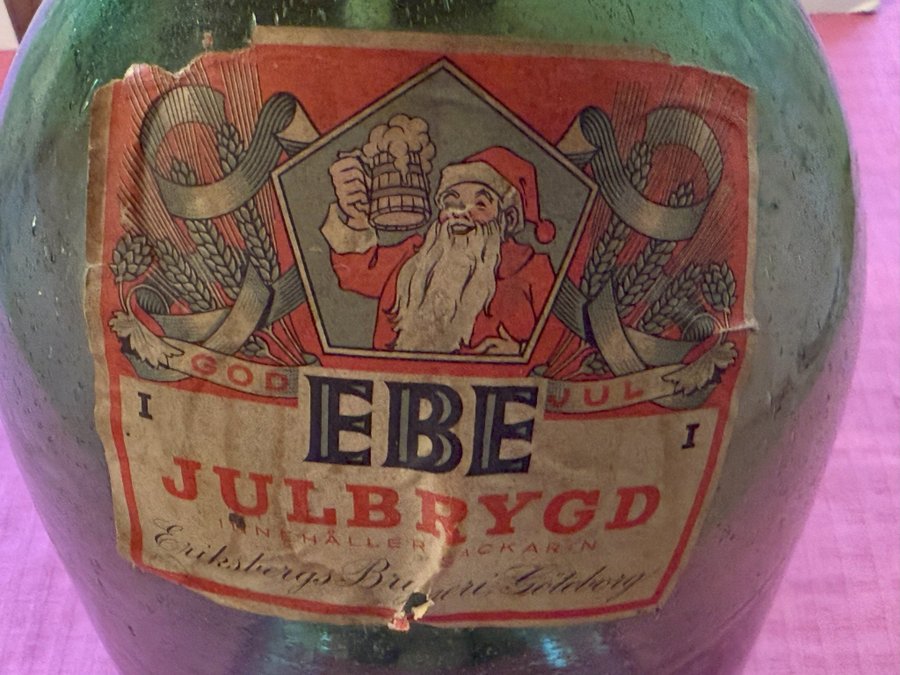 GOD JUL
I EBE I
JULBRYGD
INNEHÅLLER SACKARIN
Eriksbergs Bryggeri, Göteborg